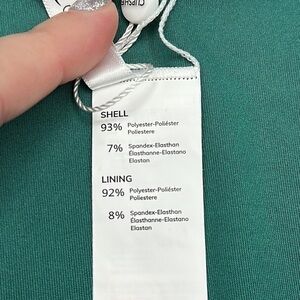 SHELL
93% Polyester-Poliéster
Poliestere
7% Spandex-Elasthan
Élasthanne-Elastano
Elastan
LINING
92% Polyester-Poliéster
Poliestere
8% Spandex-Elasthan
Élasthanne-Elastano
Elastan